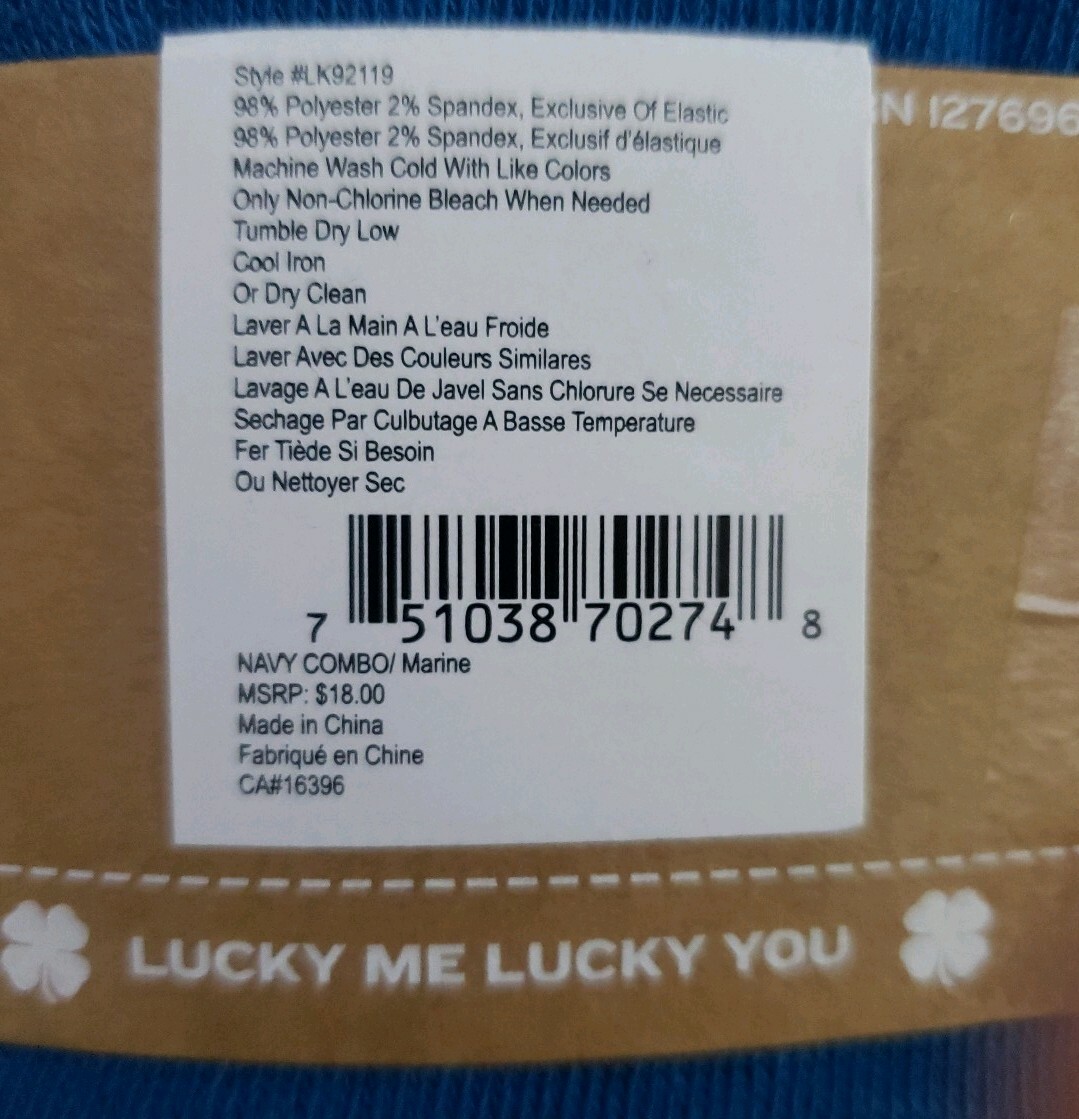 Style #LK92119
98% Polyester 2% Spandex, Exclusive Of Elastic
98% Polyester 2% Spandex, Exclusif d'élastique
Machine Wash Cold With Like Colors
Only Non-Chlorine Bleach When Needed
Tumble Dry Low
Cool Iron
Or Dry Clean
Laver A La Main A L'eau Froide
Laver Avec Des Couleurs Similares
Lavage A L'eau De Javel Sans Chlorure Se Necessaire
Sechage Par Culbutage A Basse Temperature
Fer Tiède Si Besoin
Ou Nettoyer Sec
7 51038 70274 8
NAVY COMBO/ Marine
MSRP: $18.00
Made in China
Fabriqué en Chine
CA#16396
N 127696
LUCKY ME LUCKY YOU